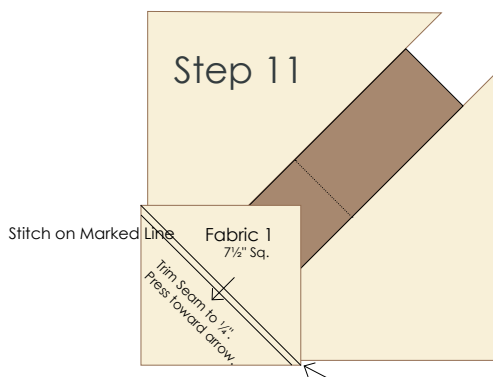 Step 11
Stitch on Marked Line
Fabric 1
7½" Sq.
Trim Seam to ¼".
Press toward arrow.